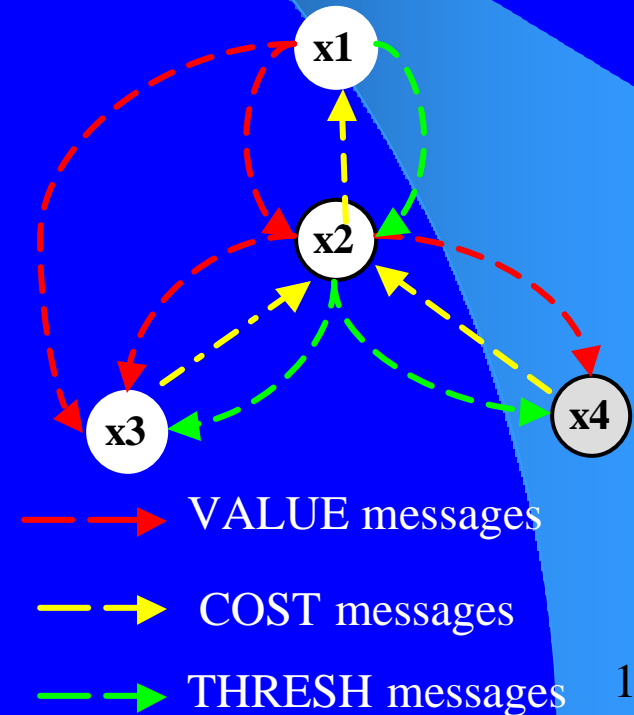 x1
x2
x3
x4
VALUE messages
COST messages
THRESH messages
1